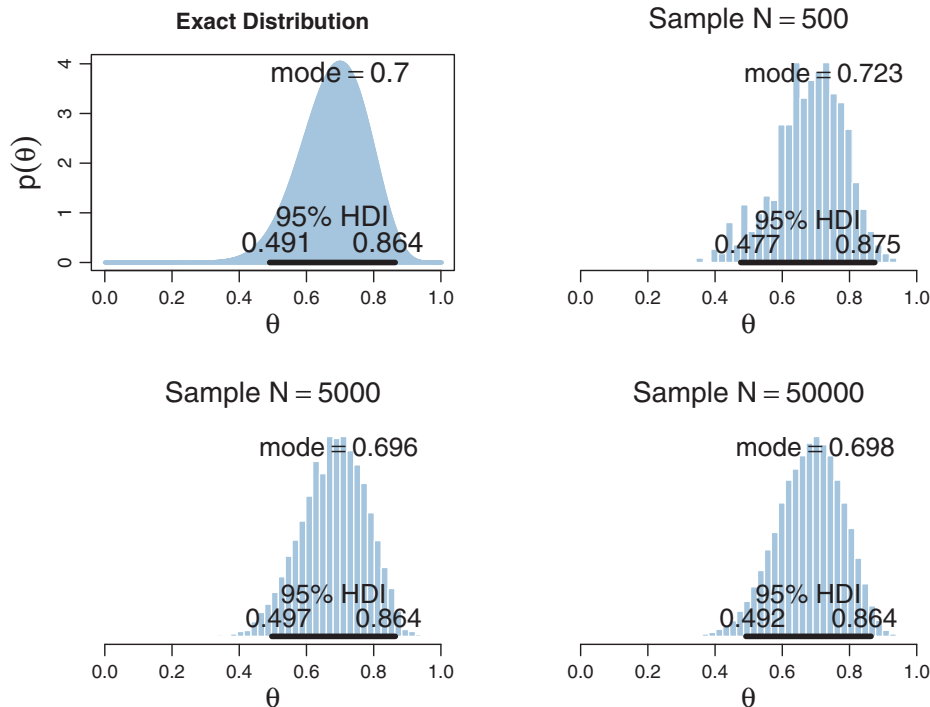 Exact Distribution
mode = 0.7
p(θ)
4
3
2
1
0
95% HDI
0.491 0.864
0.0 0.2 0.4 0.6 0.8 1.0
θ
Sample N = 500
mode = 0.723
95% HDI
0.477 0.875
0.0 0.2 0.4 0.6 0.8 1.0
θ
Sample N = 5000
mode = 0.696
95% HDI
0.497 0.864
0.0 0.2 0.4 0.6 0.8 1.0
θ
Sample N = 50000
mode = 0.698
95% HDI
0.492 0.864
0.0 0.2 0.4 0.6 0.8 1.0
θ